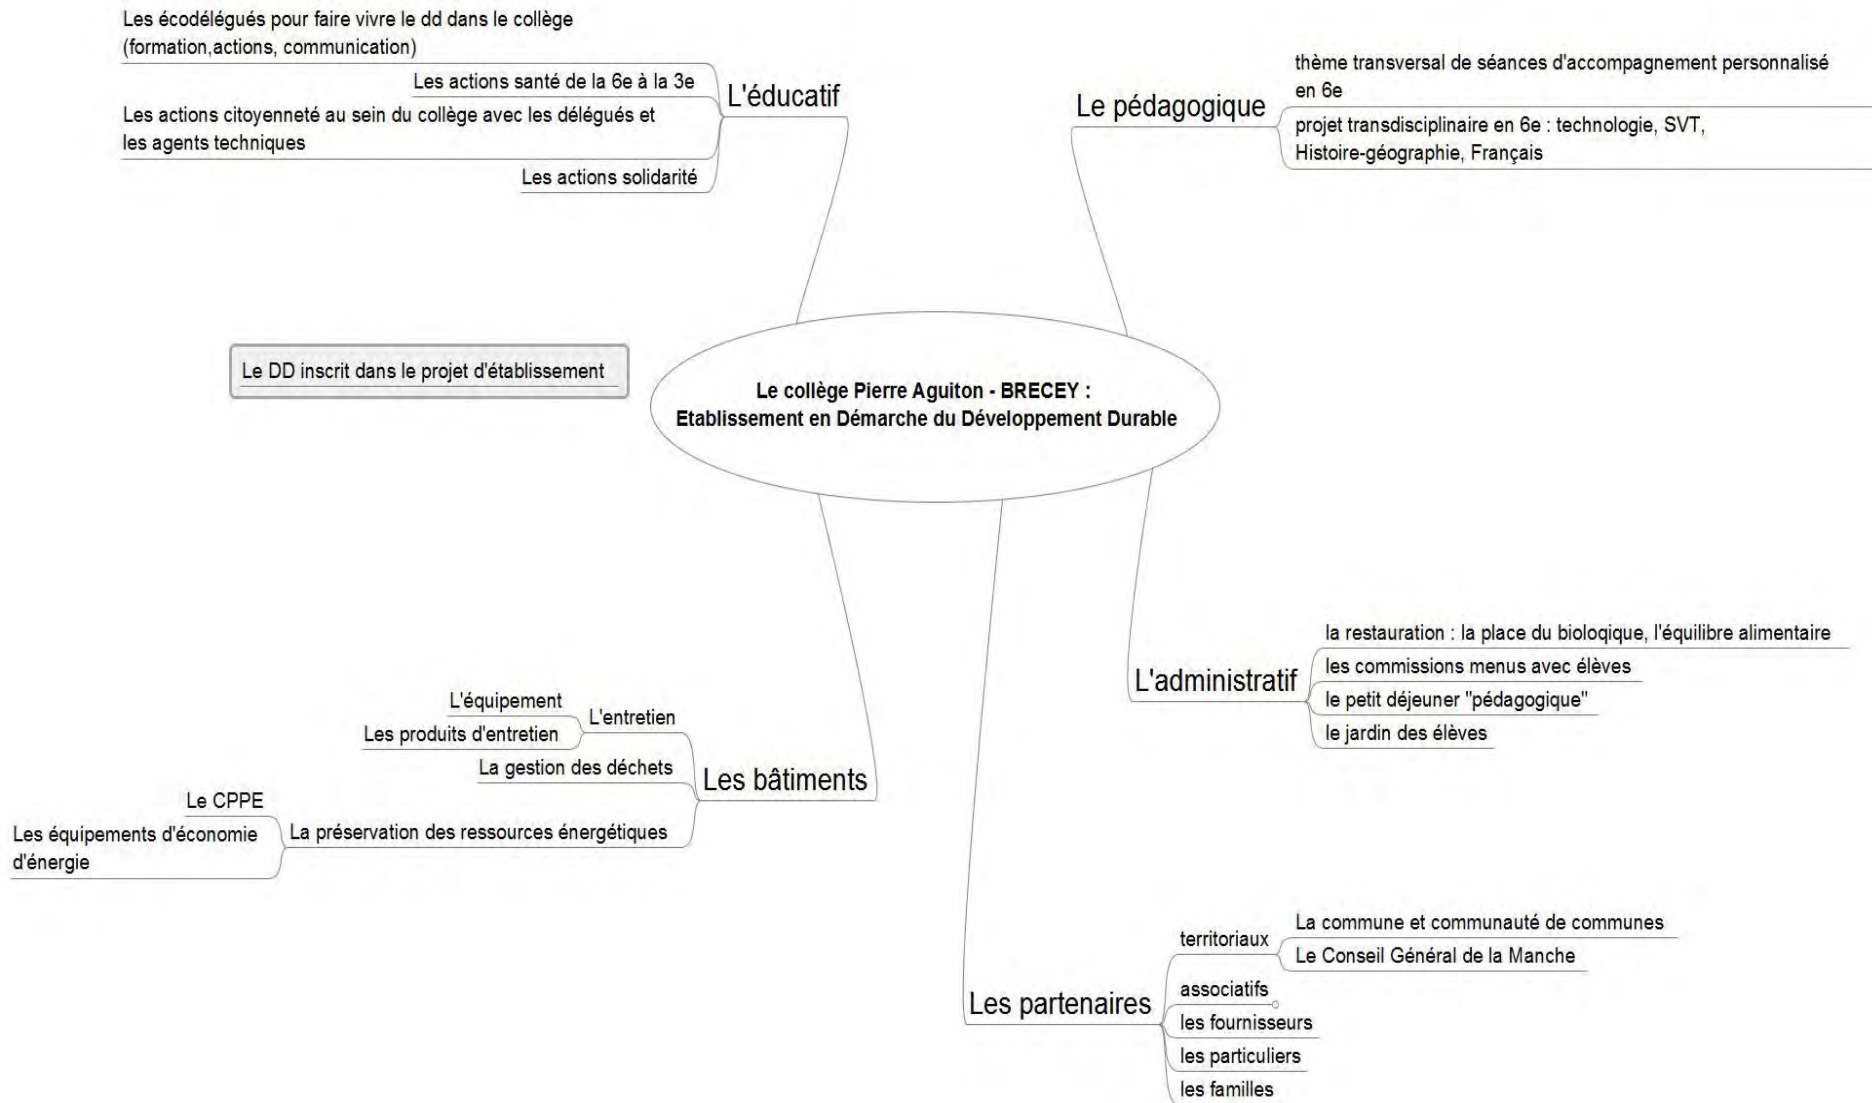 Les écodélégués pour faire vivre le dd dans le collège
(formation,actions, communication)
Les actions santé de la 6e à la 3e
Les actions citoyenneté au sein du collège avec les délégués et
les agents techniques
Les actions solidarité
L'éducatif
Le pédagogique
thème transversal de séances d'accompagnement personnalisé
en 6e
projet transdisciplinaire en 6e : technologie, SVT,
Histoire-géographie, Français
Le DD inscrit dans le projet d'établissement
Le collège Pierre Aguiton - BRECEY :
Etablissement en Démarche du Développement Durable
L'administratif
la restauration : la place du bioloqique, l'équilibre alimentaire
les commissions menus avec élèves
le petit déjeuner "pédagogique"
le jardin des élèves
L'équipement
Les produits d'entretien
L'entretien
La gestion des déchets
Le CPPE
Les équipements d'économie
d'énergie
La préservation des ressources énergétiques
Les bâtiments
Les partenaires
territoriaux
La commune et communauté de communes
Le Conseil Général de la Manche
associatifs
les fournisseurs
les particuliers
les familles